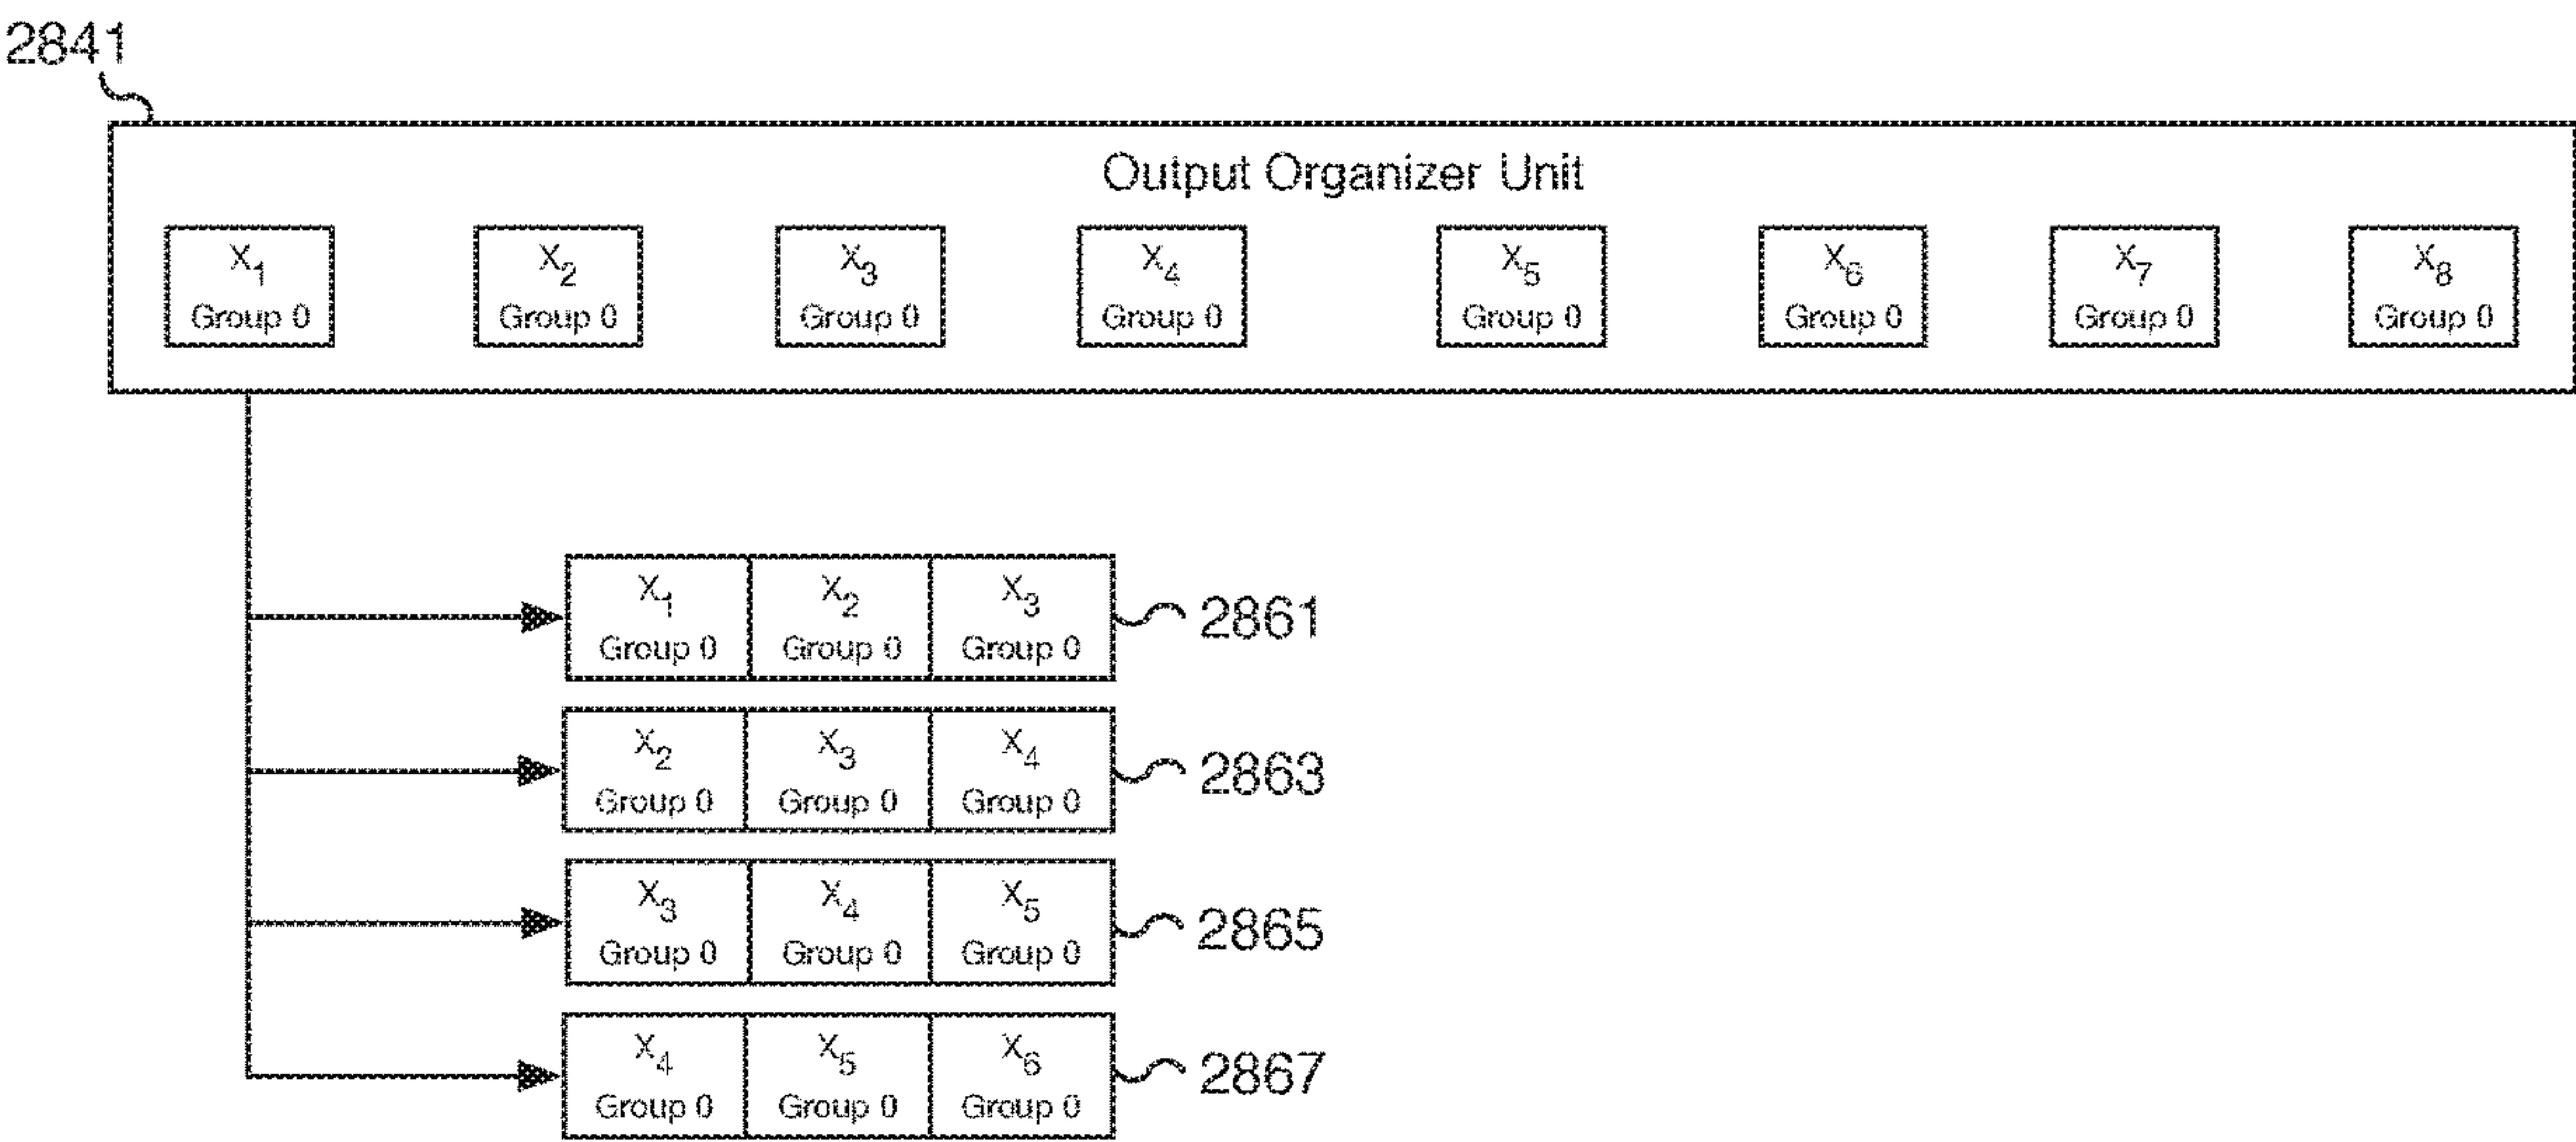 2841
Output Organizer Unit
X1 X2 X3 X4 X5 X6 X7 X8
Group 0 Group 0 Group 0 Group 0 Group 0 Group 0 Group 0 Group 0
X1 X2 X3
Group 0 Group 0 Group 0
2861
X2 X3 X4
Group 0 Group 0 Group 0
2863
X3 X4 X5
Group 0 Group 0 Group 0
2865
X4 X5 X6
Group 0 Group 0 Group 0
2867